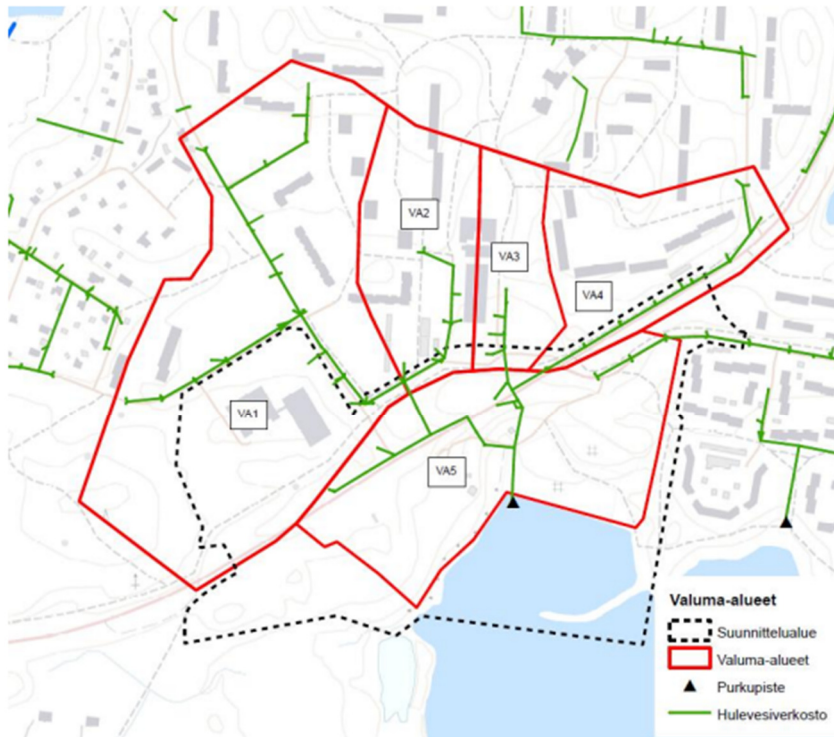 VA2
VA3
VA4
VA1
VA5
Valuma-alueet
Suunnittelualue
Valuma-alueet
Purkupiste
Hulevesiverkosto